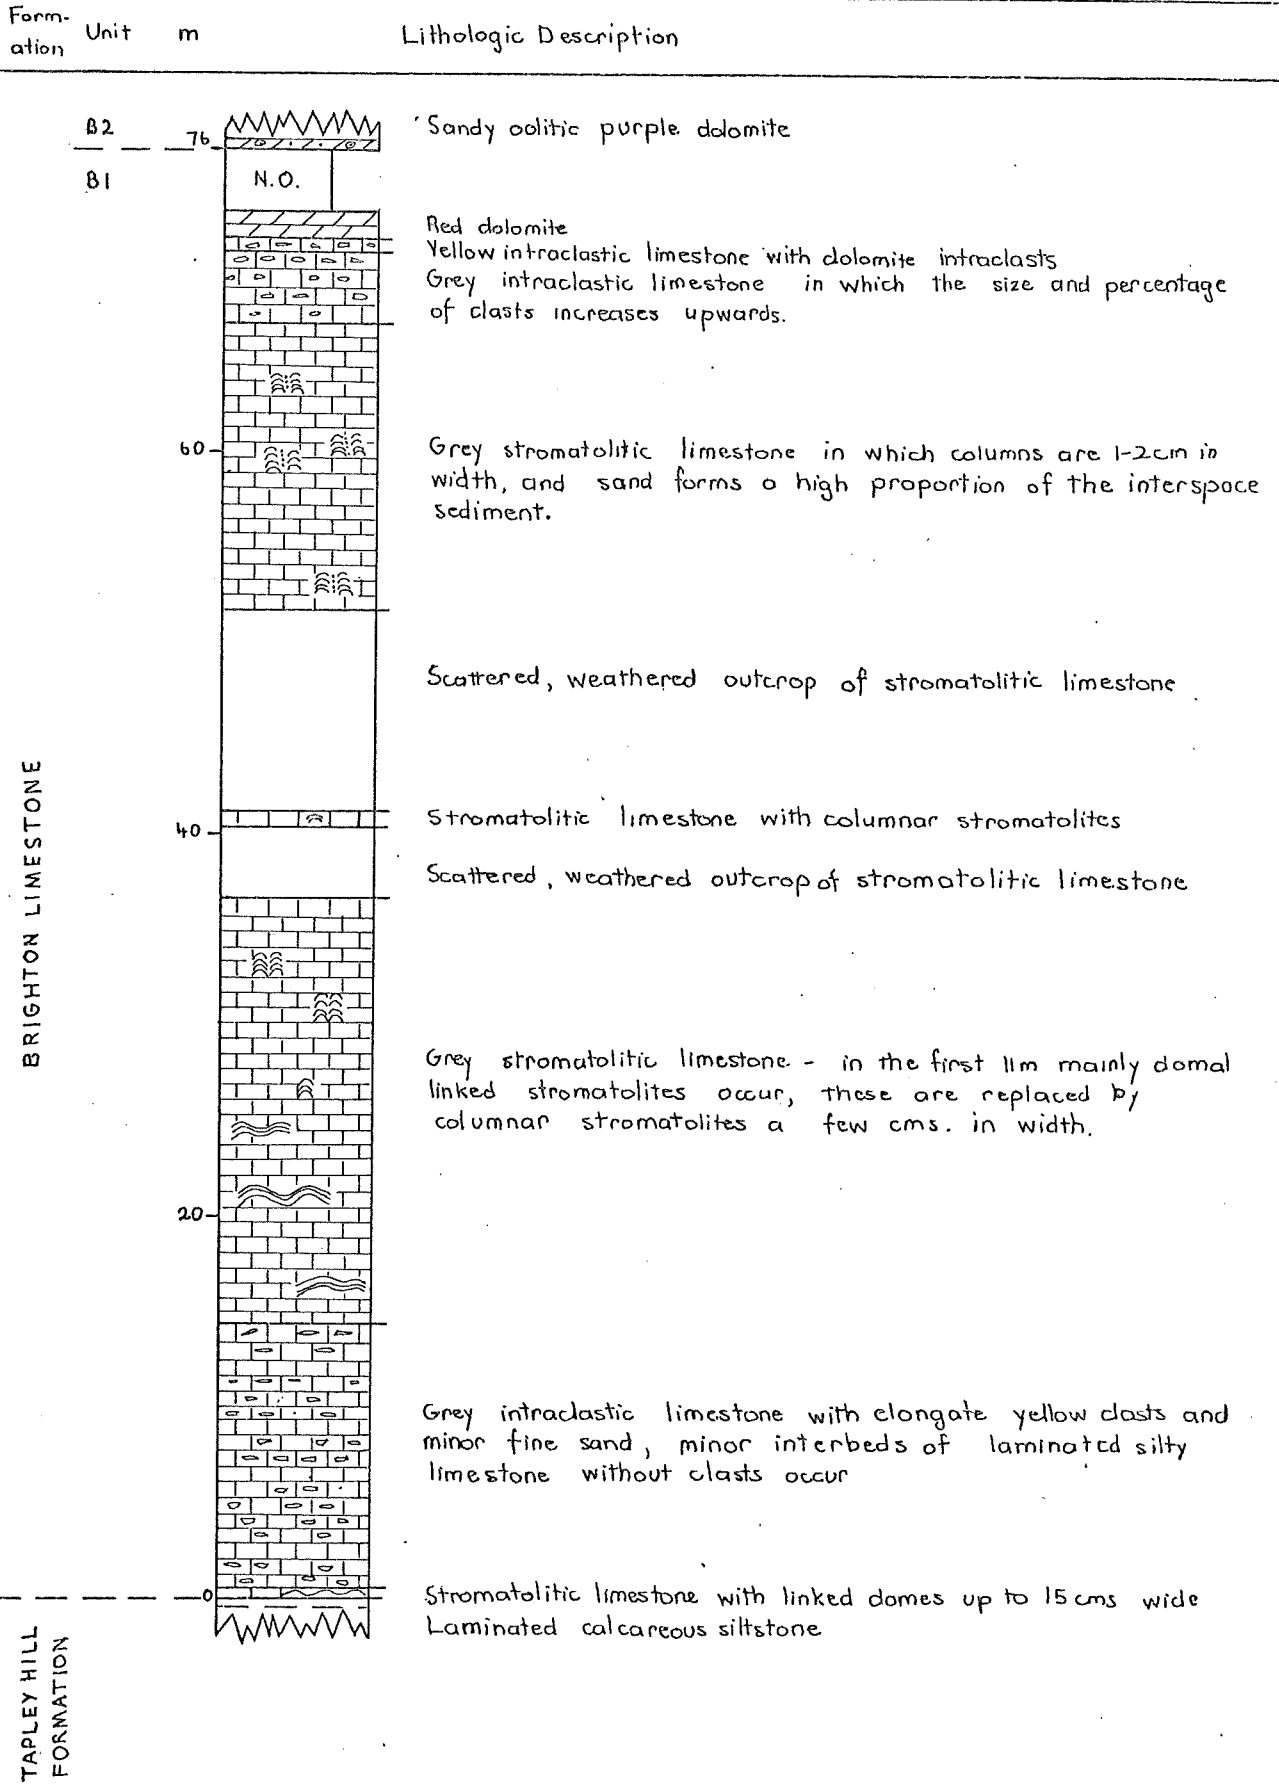 Form-
ation Unit m Lithologic Description
B2
76
Sandy oolitic purple dolomite
B1
N.O.
Red dolomite
Yellow intraclastic limestone with dolomite intraclasts
Grey intraclastic limestone in which the size and percentage
of clasts increases upwards.
60
Grey stromatolitic limestone in which columns are 1-2cm in
width, and sand forms a high proportion of the interspace
sediment.
Scattered, weathered outcrop of stromatolitic limestone
40
Stromatolitic limestone with columnar stromatolites
Scattered, weathered outcrop of stromatolitic limestone
BRIGHTON LIMESTONE
Grey stromatolitic limestone - in the first 11m mainly domal
linked stromatolites occur, these are replaced by
columnar stromatolites a few cms. in width.
20
Grey intraclastic limestone with elongate yellow clasts and
minor fine sand, minor interbeds of laminated silty
limestone without clasts occur
0
Stromatolitic limestone with linked domes up to 15 cms wide
Laminated calcareous siltstone
TAPLEY HILL
FORMATION